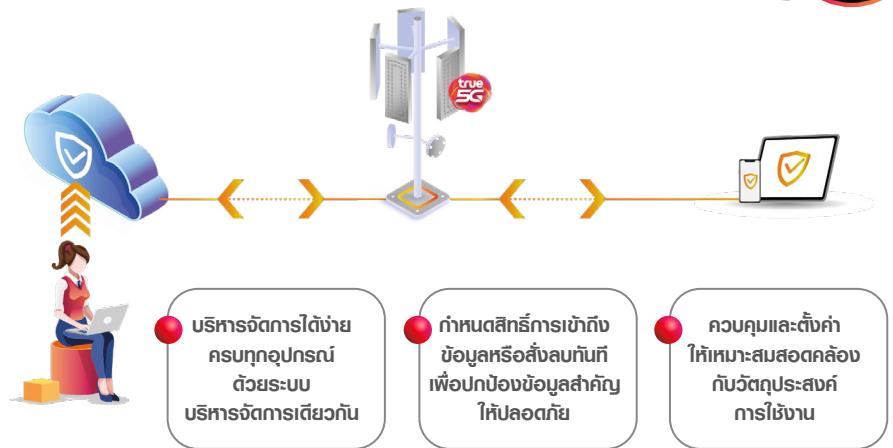 true
5G
บริหารจัดการได้ง่าย
ครบทุกอุปกรณ์
ด้วยระบบ
บริหารจัดการเดียวกัน
กำหนดสิทธิ์การเข้าถึง
ข้อมูลหรือสั่งลบทันที
เพื่อปกป้องข้อมูลสำคัญ
ให้ปลอดภัย
ควบคุมและตั้งค่า
ให้เหมาะสมสอดคล้อง
กับวัตถุประสงค์
การใช้งาน